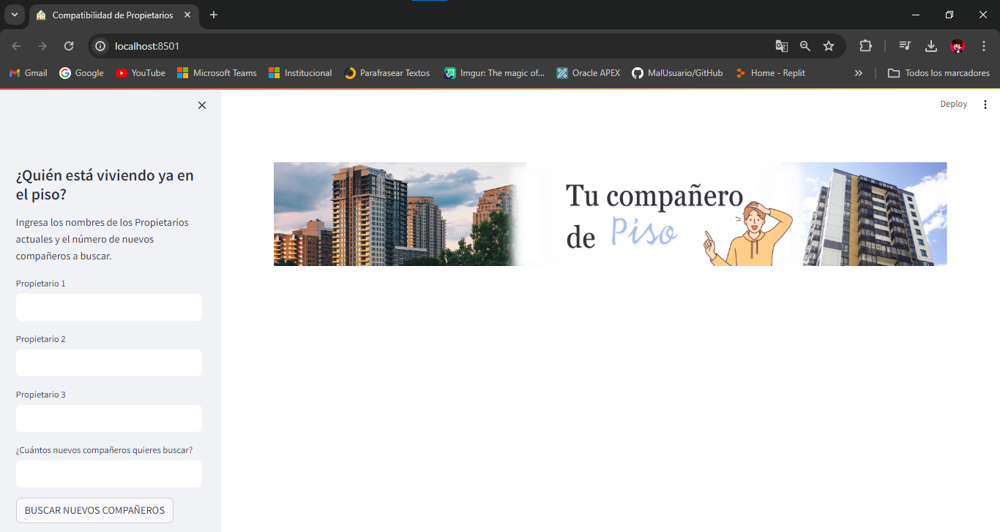 Compatibilidad de Propietarios
localhost:8501
Gmail
Google
YouTube
Microsoft Teams
Institucional
Parafrasear Textos
Imgur: The magic of...
Oracle APEX
MalUsuario/GitHub
Home - Replit
Todos los marcadores
Deploy
¿Quién está viviendo ya en
el piso?
Ingresa los nombres de los Propietarios
actuales y el número de nuevos
compañeros a buscar.
Propietario 1
Propietario 2
Propietario 3
¿Cuántos nuevos compañeros quieres buscar?
BUSCAR NUEVOS COMPAÑEROS
Tu compañero
de Piso